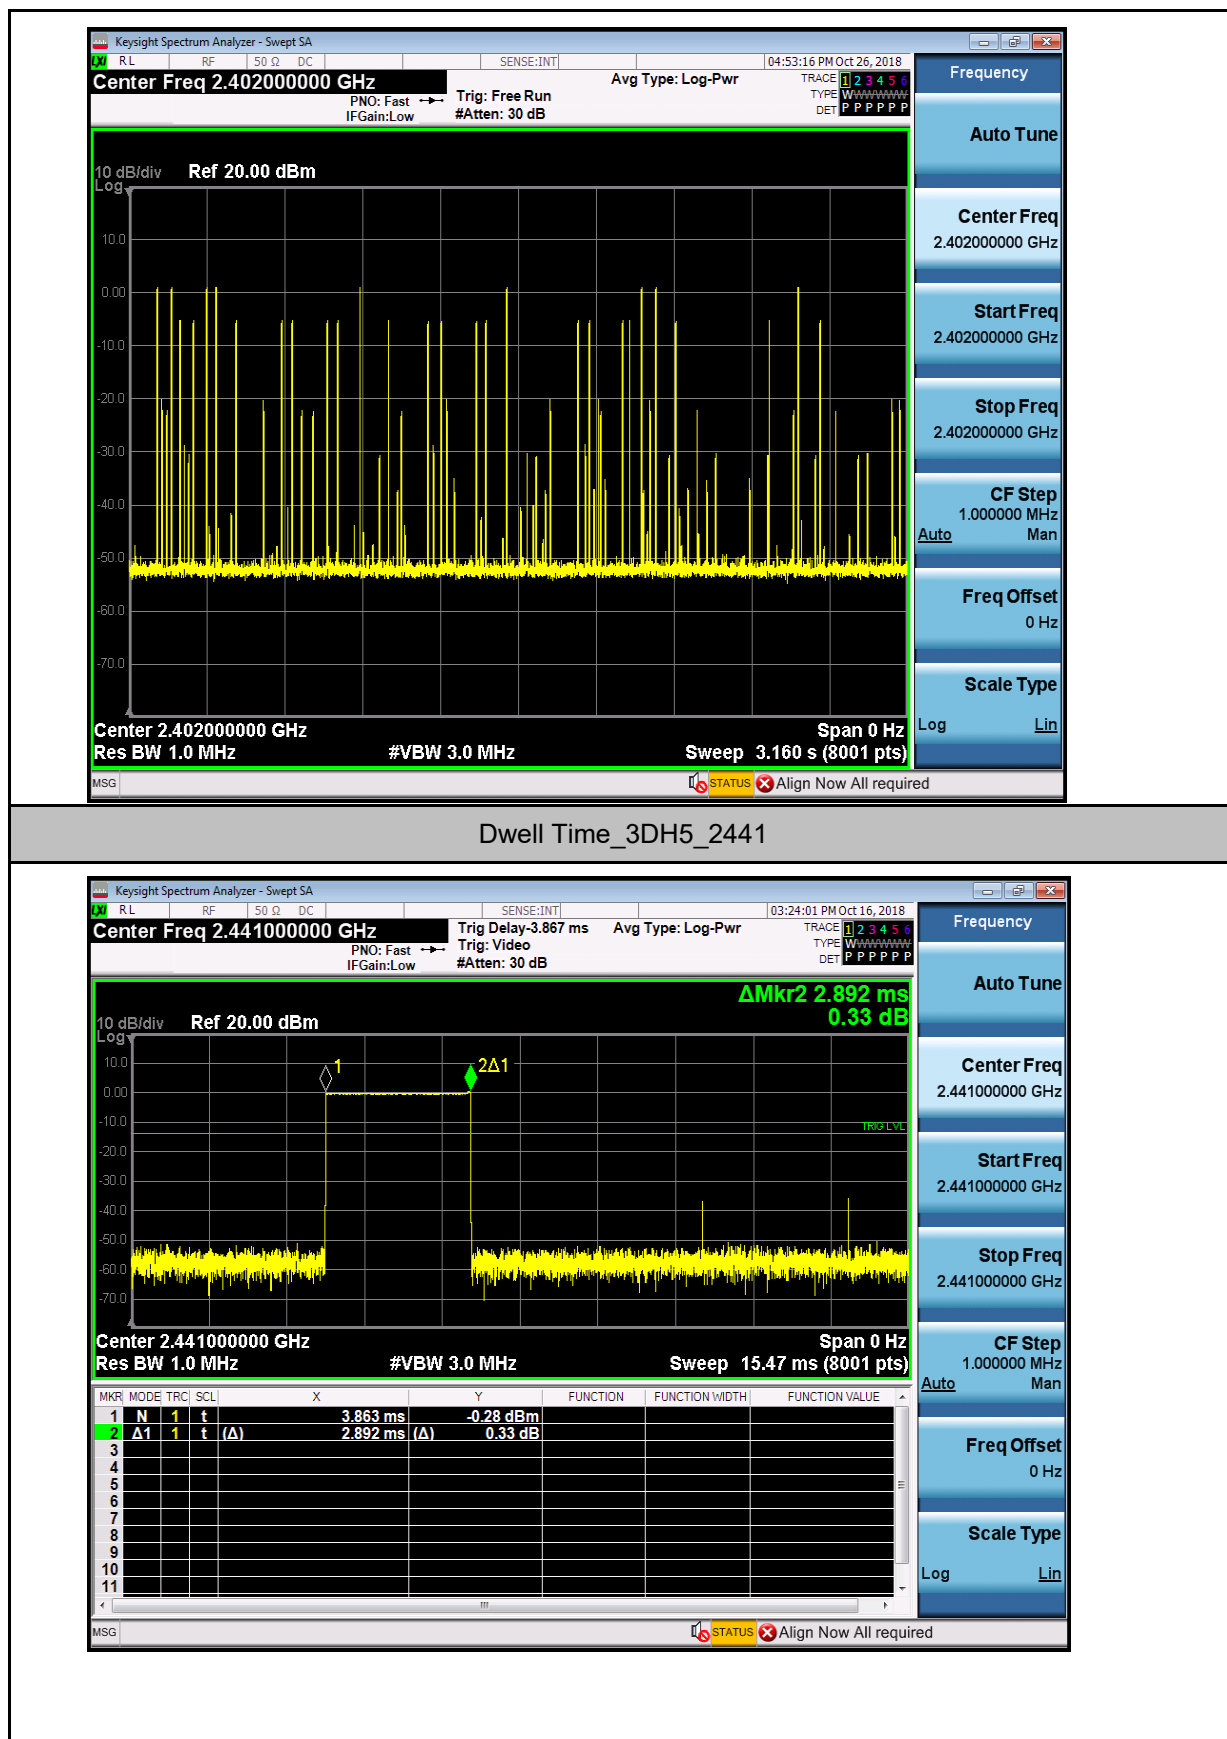 Keysight Spectrum Analyzer - Swept SA
LXI RL RF 50 Ω DC SENSE:INT 04:53:16 PM Oct 26, 2018
Center Freq 2.402000000 GHz
PNO: Fast
IFGain:Low
Trig: Free Run
#Atten: 30 dB
Avg Type: Log-Pwr
TRACE 1 2 3 4 5 6
TYPE WWWWWW
DET P P P P P P
Frequency
Auto Tune
Center Freq
2.402000000 GHz
Start Freq
2.402000000 GHz
Stop Freq
2.402000000 GHz
CF Step
1.000000 MHz
Auto Man
Freq Offset
0 Hz
Scale Type
Log Lin
10 dB/div Ref 20.00 dBm
Log
10.0
0.00
-10.0
-20.0
-30.0
-40.0
-50.0
-60.0
-70.0
Center 2.402000000 GHz Span 0 Hz
Res BW 1.0 MHz #VBW 3.0 MHz Sweep 3.160 s (8001 pts)
MSG STATUS Align Now All required
Dwell Time_3DH5_2441
Keysight Spectrum Analyzer - Swept SA
LXI RL RF 50 Ω DC SENSE:INT 03:24:01 PM Oct 16, 2018
Center Freq 2.441000000 GHz
PNO: Fast
IFGain:Low
Trig Delay-3.867 ms
Trig: Video
#Atten: 30 dB
Avg Type: Log-Pwr
TRACE 1 2 3 4 5 6
TYPE WWWWWW
DET P P P P P P
Frequency
Auto Tune
Center Freq
2.441000000 GHz
Start Freq
2.441000000 GHz
Stop Freq
2.441000000 GHz
CF Step
1.000000 MHz
Auto Man
Freq Offset
0 Hz
Scale Type
Log Lin
ΔMkr2 2.892 ms
0.33 dB
10 dB/div Ref 20.00 dBm
Log
10.0
0.00
-10.0
-20.0
-30.0
-40.0
-50.0
-60.0
-70.0
1
2Δ1
TRIG LVL
Center 2.441000000 GHz Span 0 Hz
Res BW 1.0 MHz #VBW 3.0 MHz Sweep 15.47 ms (8001 pts)
MKR MODE TRC SCL X Y FUNCTION FUNCTION WIDTH FUNCTION VALUE
1 N 1 t 3.863 ms -0.28 dBm
2 Δ1 1 t (Δ) 2.892 ms (Δ) 0.33 dB
3
4
5
6
7
8
9
10
11
MSG STATUS Align Now All required